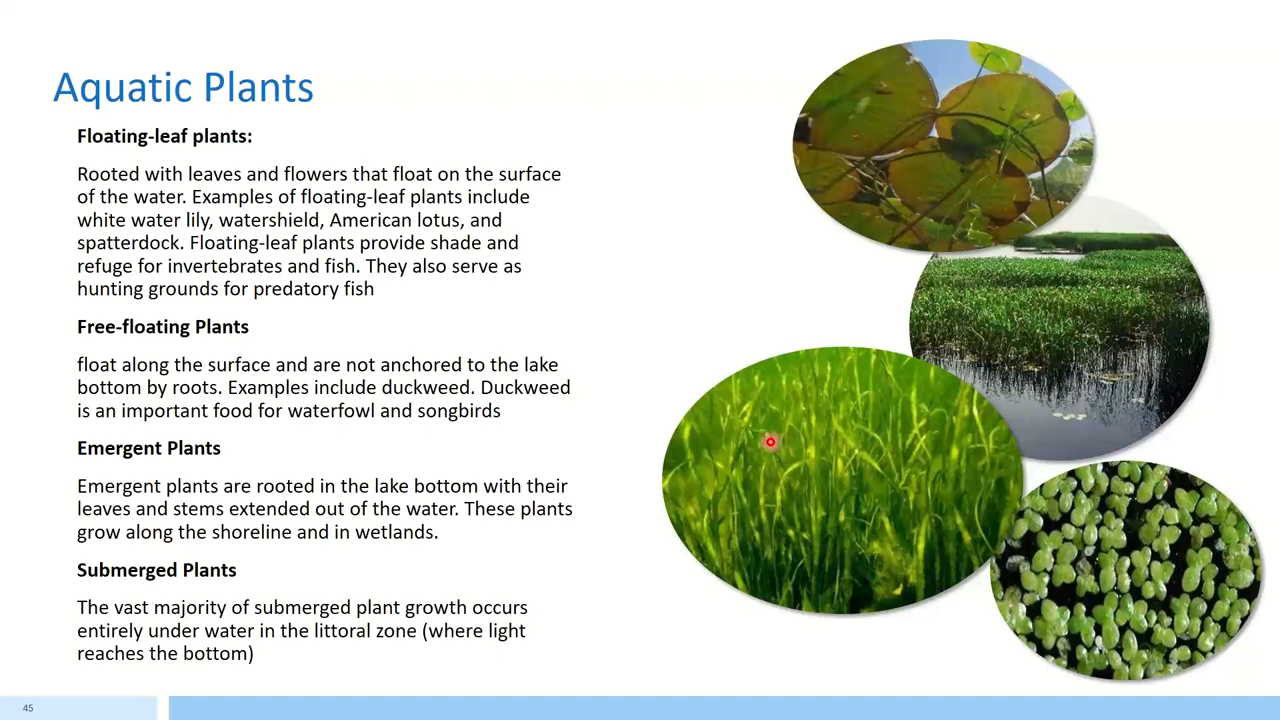 Aquatic Plants
Floating-leaf plants:
Rooted with leaves and flowers that float on the surface
of the water. Examples of floating-leaf plants include
white water lily, watershield, American lotus, and
spatterdock. Floating-leaf plants provide shade and
refuge for invertebrates and fish. They also serve as
hunting grounds for predatory fish
Free-floating Plants
float along the surface and are not anchored to the lake
bottom by roots. Examples include duckweed. Duckweed
is an important food for waterfowl and songbirds
Emergent Plants
Emergent plants are rooted in the lake bottom with their
leaves and stems extended out of the water. These plants
grow along the shoreline and in wetlands.
Submerged Plants
The vast majority of submerged plant growth occurs
entirely under water in the littoral zone (where light
reaches the bottom)
45